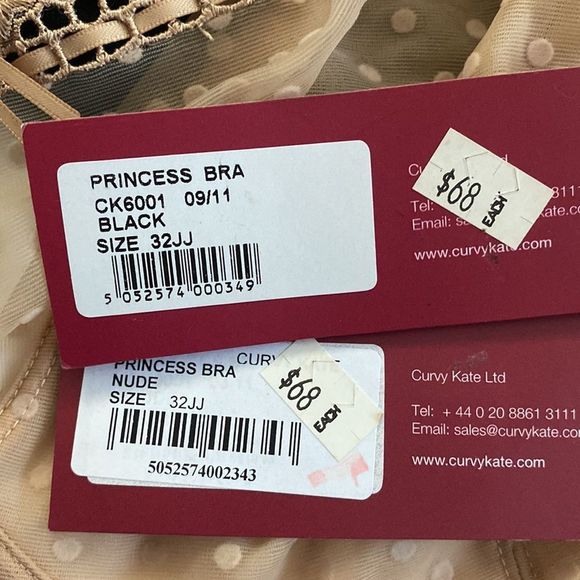 PRINCESS BRA
CK6001 09/11
BLACK
SIZE 32JJ
5 052574 000349
$68
EACH
Tel:
Email:
www.curvykate.com
PRINCESS BRA
NUDE
SIZE 32JJ
5052574002343
$68
EACH
Curvy Kate Ltd
Tel: + 44 0 20 8861 3111
Email: sales@curvykate.com
www.curvykate.com